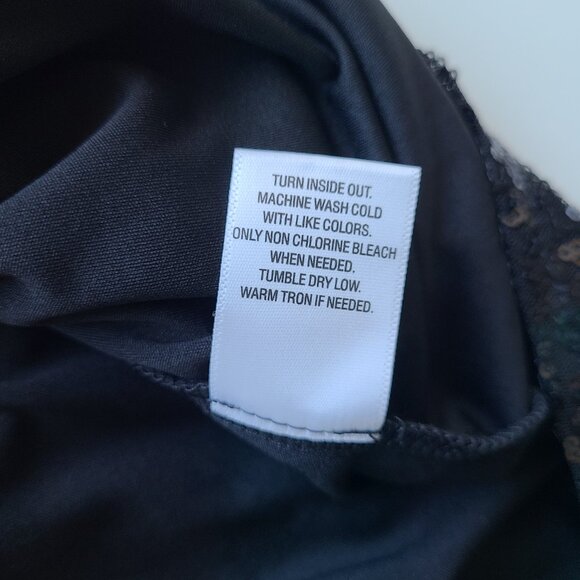 TURN INSIDE OUT.
MACHINE WASH COLD
WITH LIKE COLORS.
ONLY NON CHLORINE BLEACH
WHEN NEEDED.
TUMBLE DRY LOW.
WARM TRON IF NEEDED.